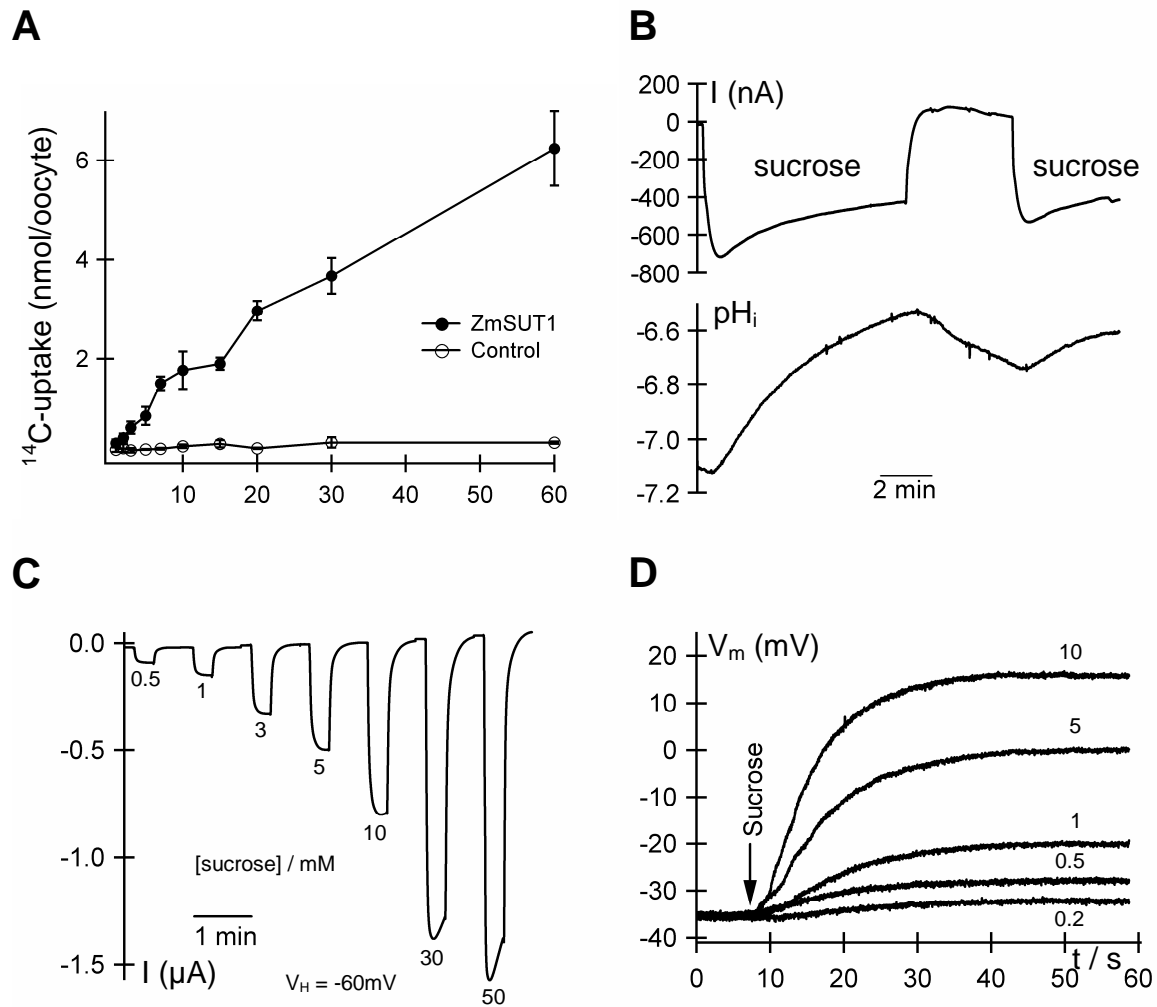 A
¹⁴C-uptake (nmol/oocyte)
6
4
2
ZmSUT1
Control
10 20 30 40 50 60
B
I (nA)
200
0
-200
-400
-600
-800
sucrose
sucrose
pHᵢ
-6.6
-6.8
-7.0
-7.2
2 min
C
0.0
-0.5
-1.0
-1.5
0.5
1
3
5
10
30
50
[sucrose] / mM
1 min
I (µA)
V_H = -60mV
D
Vₘ (mV)
20
10
0
-10
-20
-30
-40
Sucrose
10
5
1
0.5
0.2
t / s
0 10 20 30 40 50 60